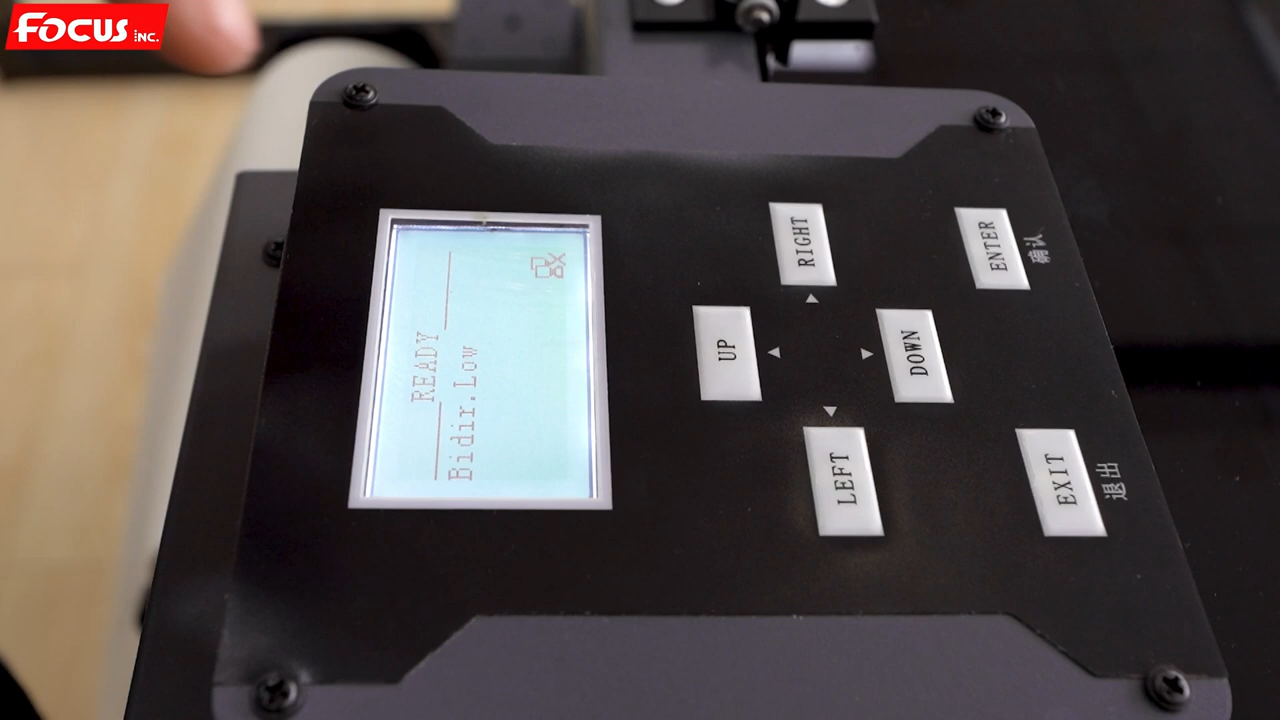 FOCUS INC.
READY
Bidir.Low
UP
LEFT
RIGHT
DOWN
EXIT
退出
ENTER
确认